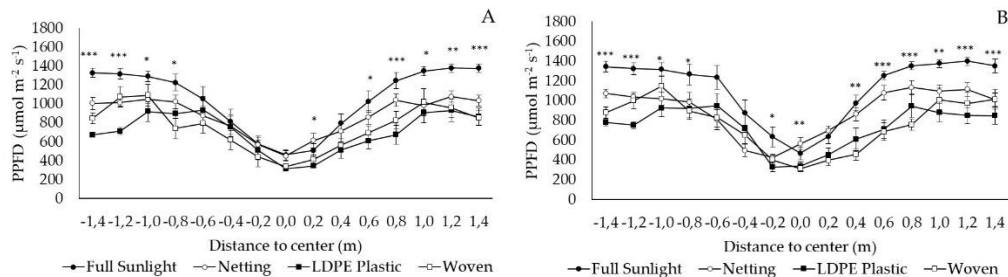 A
1800
1600
1400
1200
1000
800
600
400
200
0
PPFD (µmol m⁻² s⁻¹)
*** *** * * * * * * ** ***
-1,4 -1,2 -1,0 -0,8 -0,6 -0,4 -0,2 0,0 0,2 0,4 0,6 0,8 1,0 1,2 1,4
Distance to center (m)
Full Sunlight Netting LDPE Plastic Woven
B
1800
1600
1400
1200
1000
800
600
400
200
0
PPFD (µmol m⁻² s⁻¹)
*** *** * * * ** ** *** *** ** *** ***
-1,4 -1,2 -1,0 -0,8 -0,6 -0,4 -0,2 0,0 0,2 0,4 0,6 0,8 1,0 1,2 1,4
Distance to center (m)
Full Sunlight Netting LDPE Plastic Woven